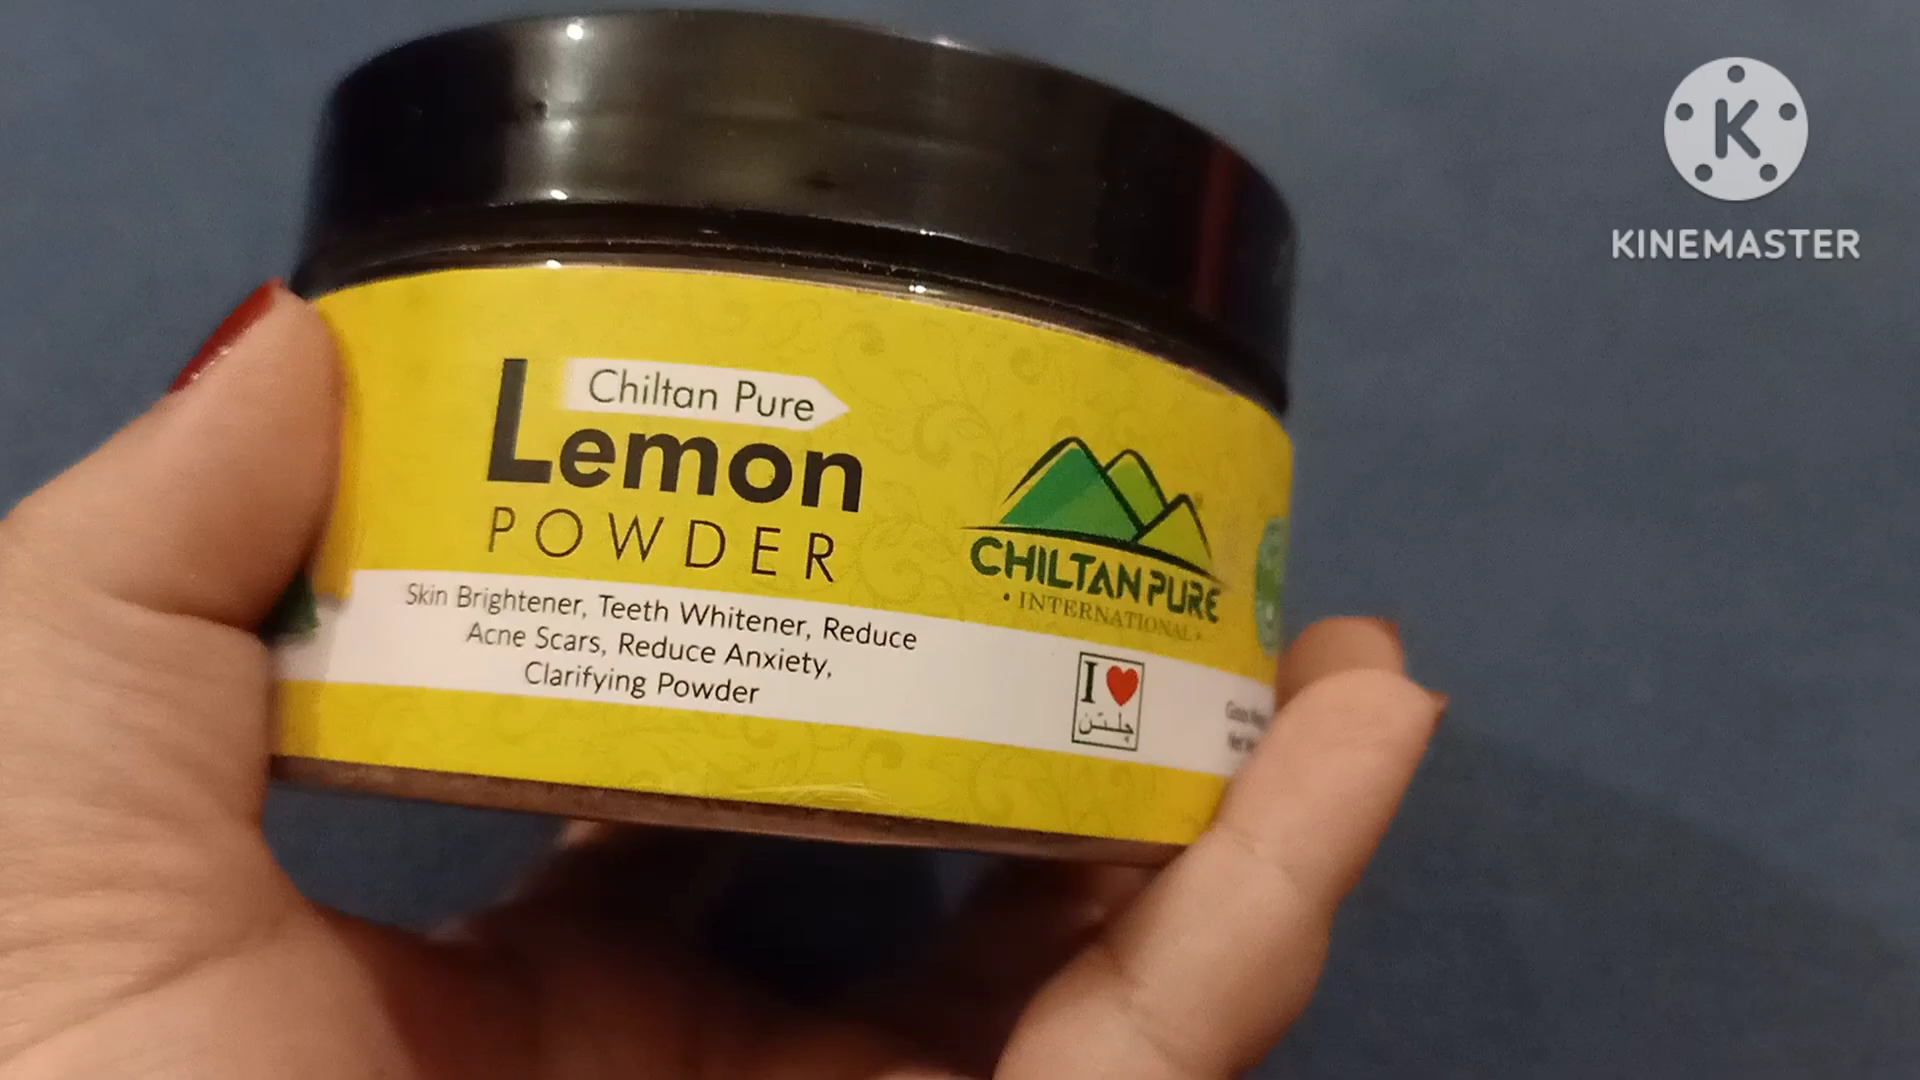 K
KINEMASTER
Chiltan Pure
Lemon
POWDER
Skin Brightener, Teeth Whitener, Reduce
Acne Scars, Reduce Anxiety,
Clarifying Powder
CHILTAN PURE
• INTERNATIONAL •
I
چلتن